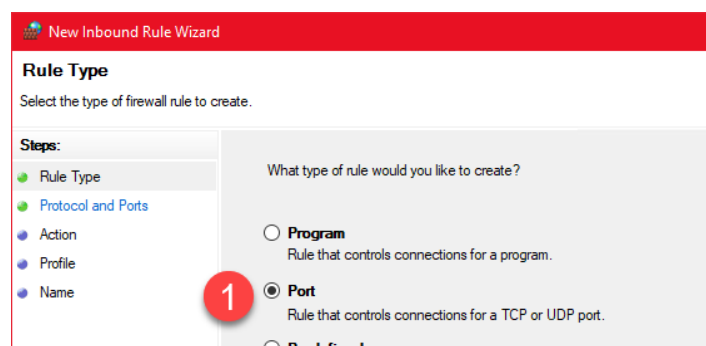 New Inbound Rule Wizard
Rule Type
Select the type of firewall rule to create.
Steps:
Rule Type
Protocol and Ports
Action
Profile
Name
What type of rule would you like to create?
Program
Rule that controls connections for a program.
1
Port
Rule that controls connections for a TCP or UDP port.